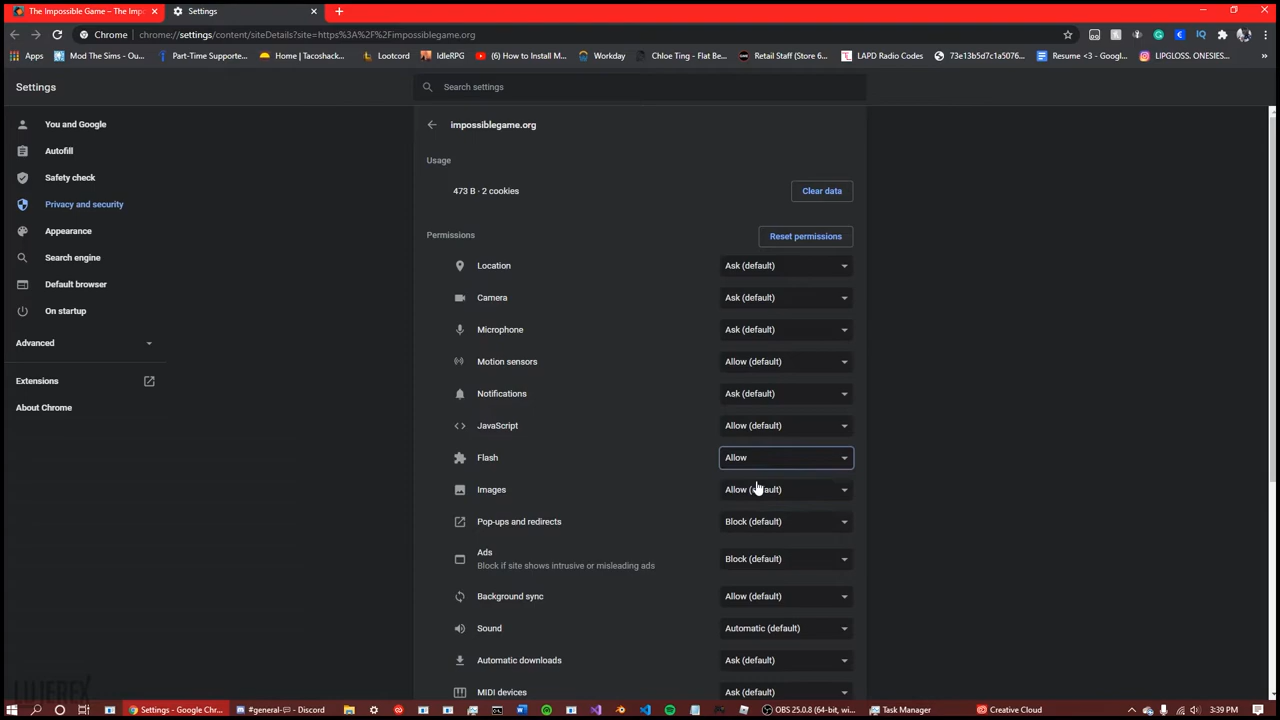 The Impossible Game – The Impo
Settings
Chrome
chrome://settings/content/siteDetails?site=https%3A%2F%2Fimpossiblegame.org
Apps
Mod The Sims - Ou...
Part-Time Supporte...
Home | Tacoshack...
Lootcord
IdleRPG
(6) How to Install M...
Workday
Chloe Ting - Flat Be...
Retail Staff (Store 6...
LAPD Radio Codes
73e13b5d7c1a5076...
Resume <3 - Googl...
LIPGLOSS. ONESIES...
»
Settings
Search settings
You and Google
Autofill
Safety check
Privacy and security
Appearance
Search engine
Default browser
On startup
Advanced
Extensions
About Chrome
impossiblegame.org
Usage
473 B · 2 cookies
Clear data
Permissions
Reset permissions
Location
Ask (default)
Camera
Ask (default)
Microphone
Ask (default)
Motion sensors
Allow (default)
Notifications
Ask (default)
JavaScript
Allow (default)
Flash
Allow
Images
Allow (default)
Pop-ups and redirects
Block (default)
Ads
Block if site shows intrusive or misleading ads
Block (default)
Background sync
Allow (default)
Sound
Automatic (default)
Automatic downloads
Ask (default)
MIDI devices
Ask (default)
Settings - Google Chr...
#general-💬 - Discord
OBS 25.0.8 (64-bit, wi...
Task Manager
Creative Cloud
3:39 PM